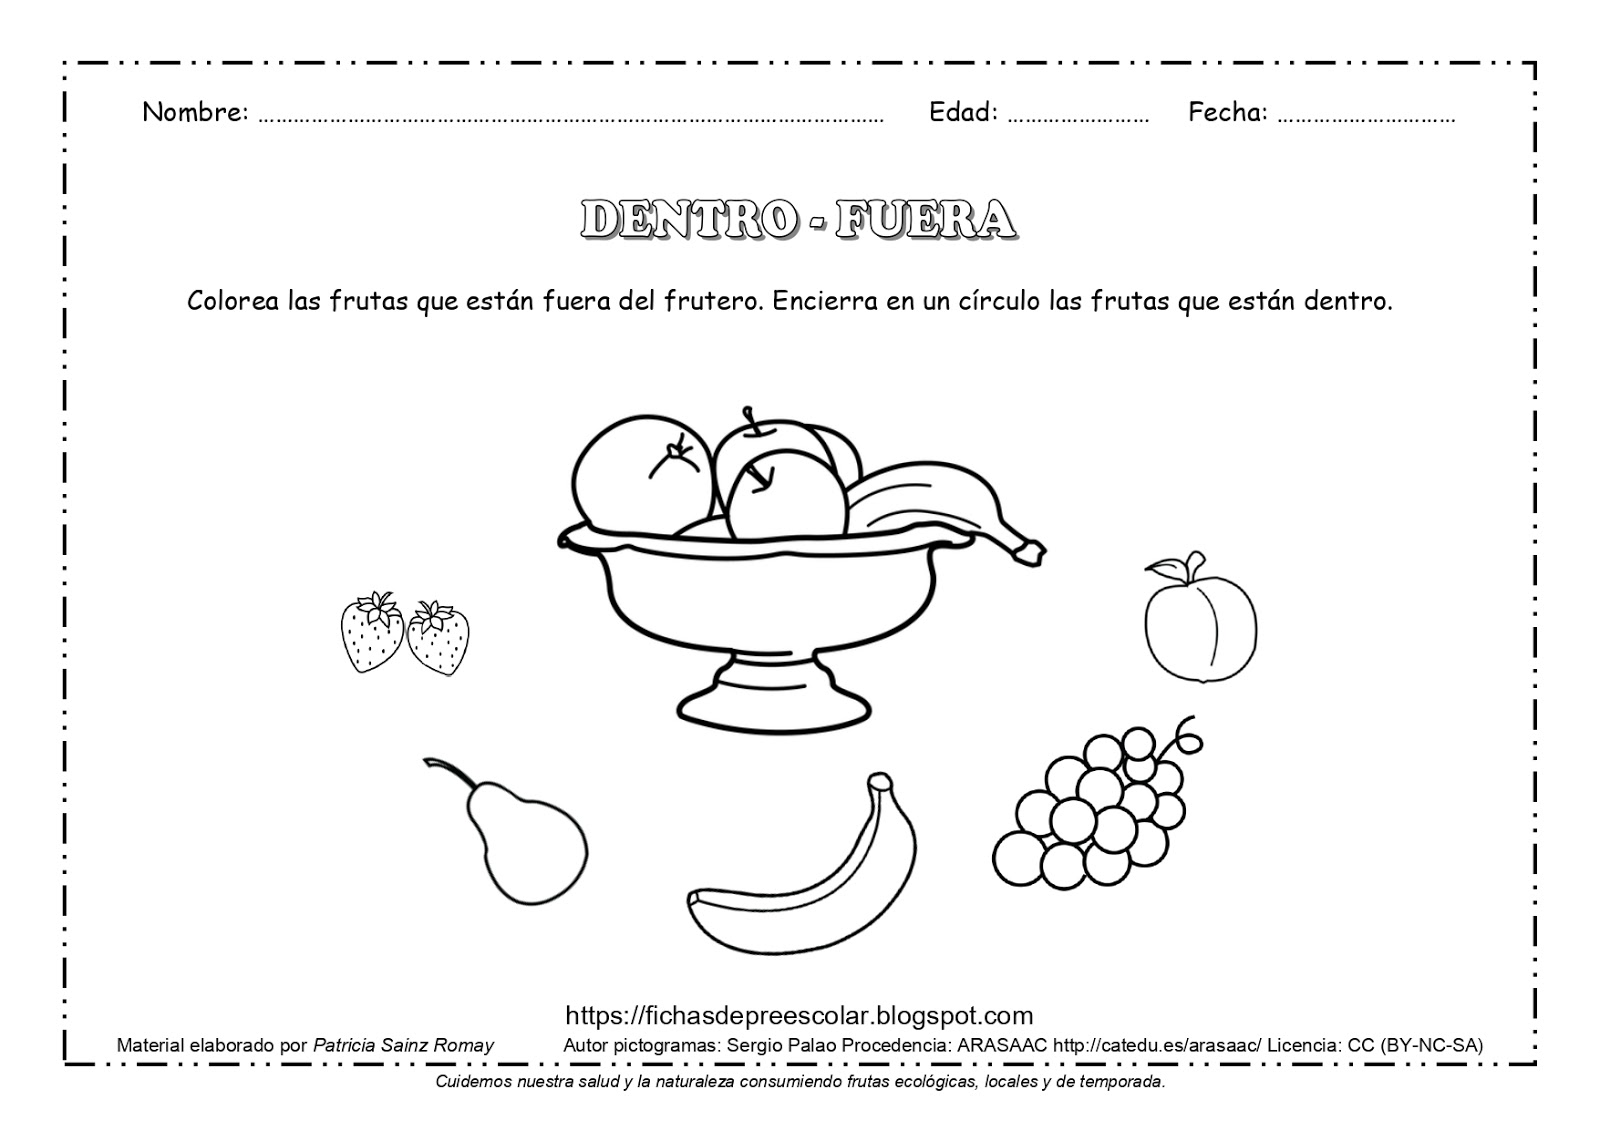 Nombre: ............................................................................................ Edad: ..................... Fecha: ...........................
DENTRO - FUERA
Colorea las frutas que están fuera del frutero. Encierra en un círculo las frutas que están dentro.
https://fichasdepreescolar.blogspot.com
Material elaborado por Patricia Sainz Romay Autor pictogramas: Sergio Palao Procedencia: ARASAAC http://catedu.es/arasaac/ Licencia: CC (BY-NC-SA)
Cuidemos nuestra salud y la naturaleza consumiendo frutas ecológicas, locales y de temporada.